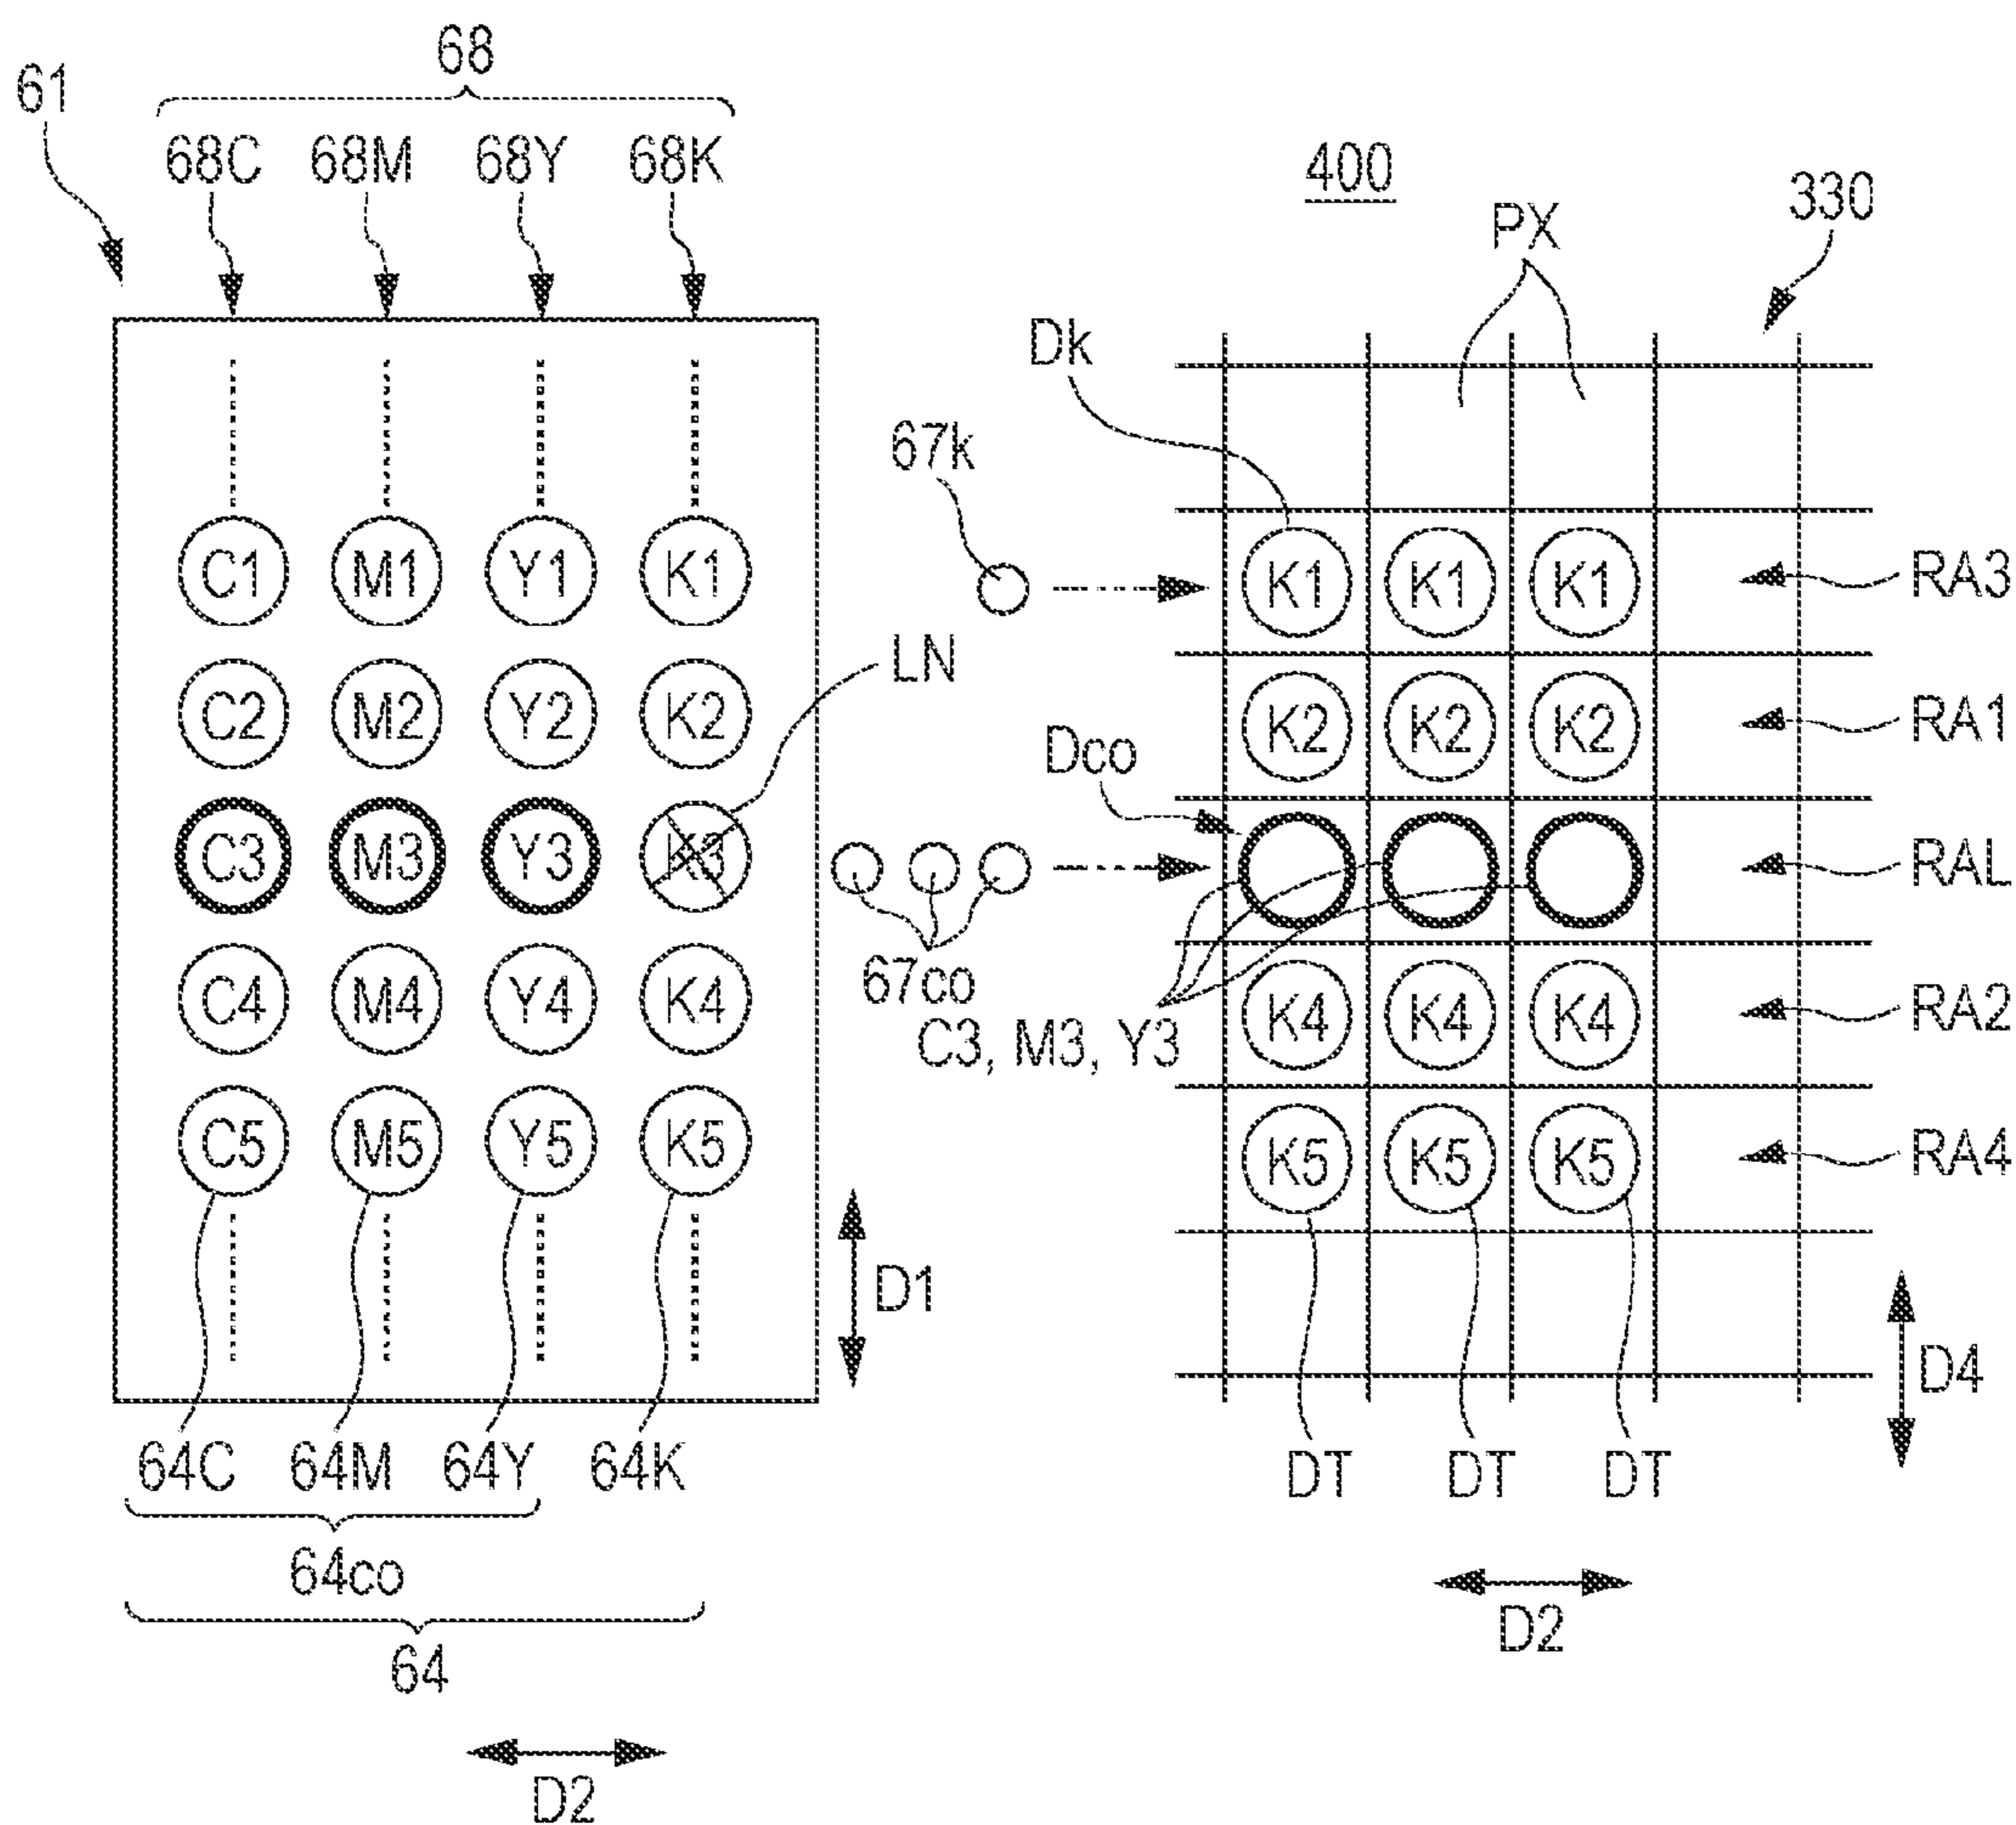 68
61
68C 68M 68Y 68K
400
330
PX
Dk
67k
C1 M1 Y1 K1
K1 K1 K1
RA3
LN
C2 M2 Y2 K2
K2 K2 K2
RA1
Dco
C3 M3 Y3 K3
RAL
67co
C3, M3, Y3
C4 M4 Y4 K4
K4 K4 K4
RA2
C5 M5 Y5 K5
K5 K5 K5
RA4
D1
D4
64C 64M 64Y 64K
DT DT DT
64co
D2
64
D2